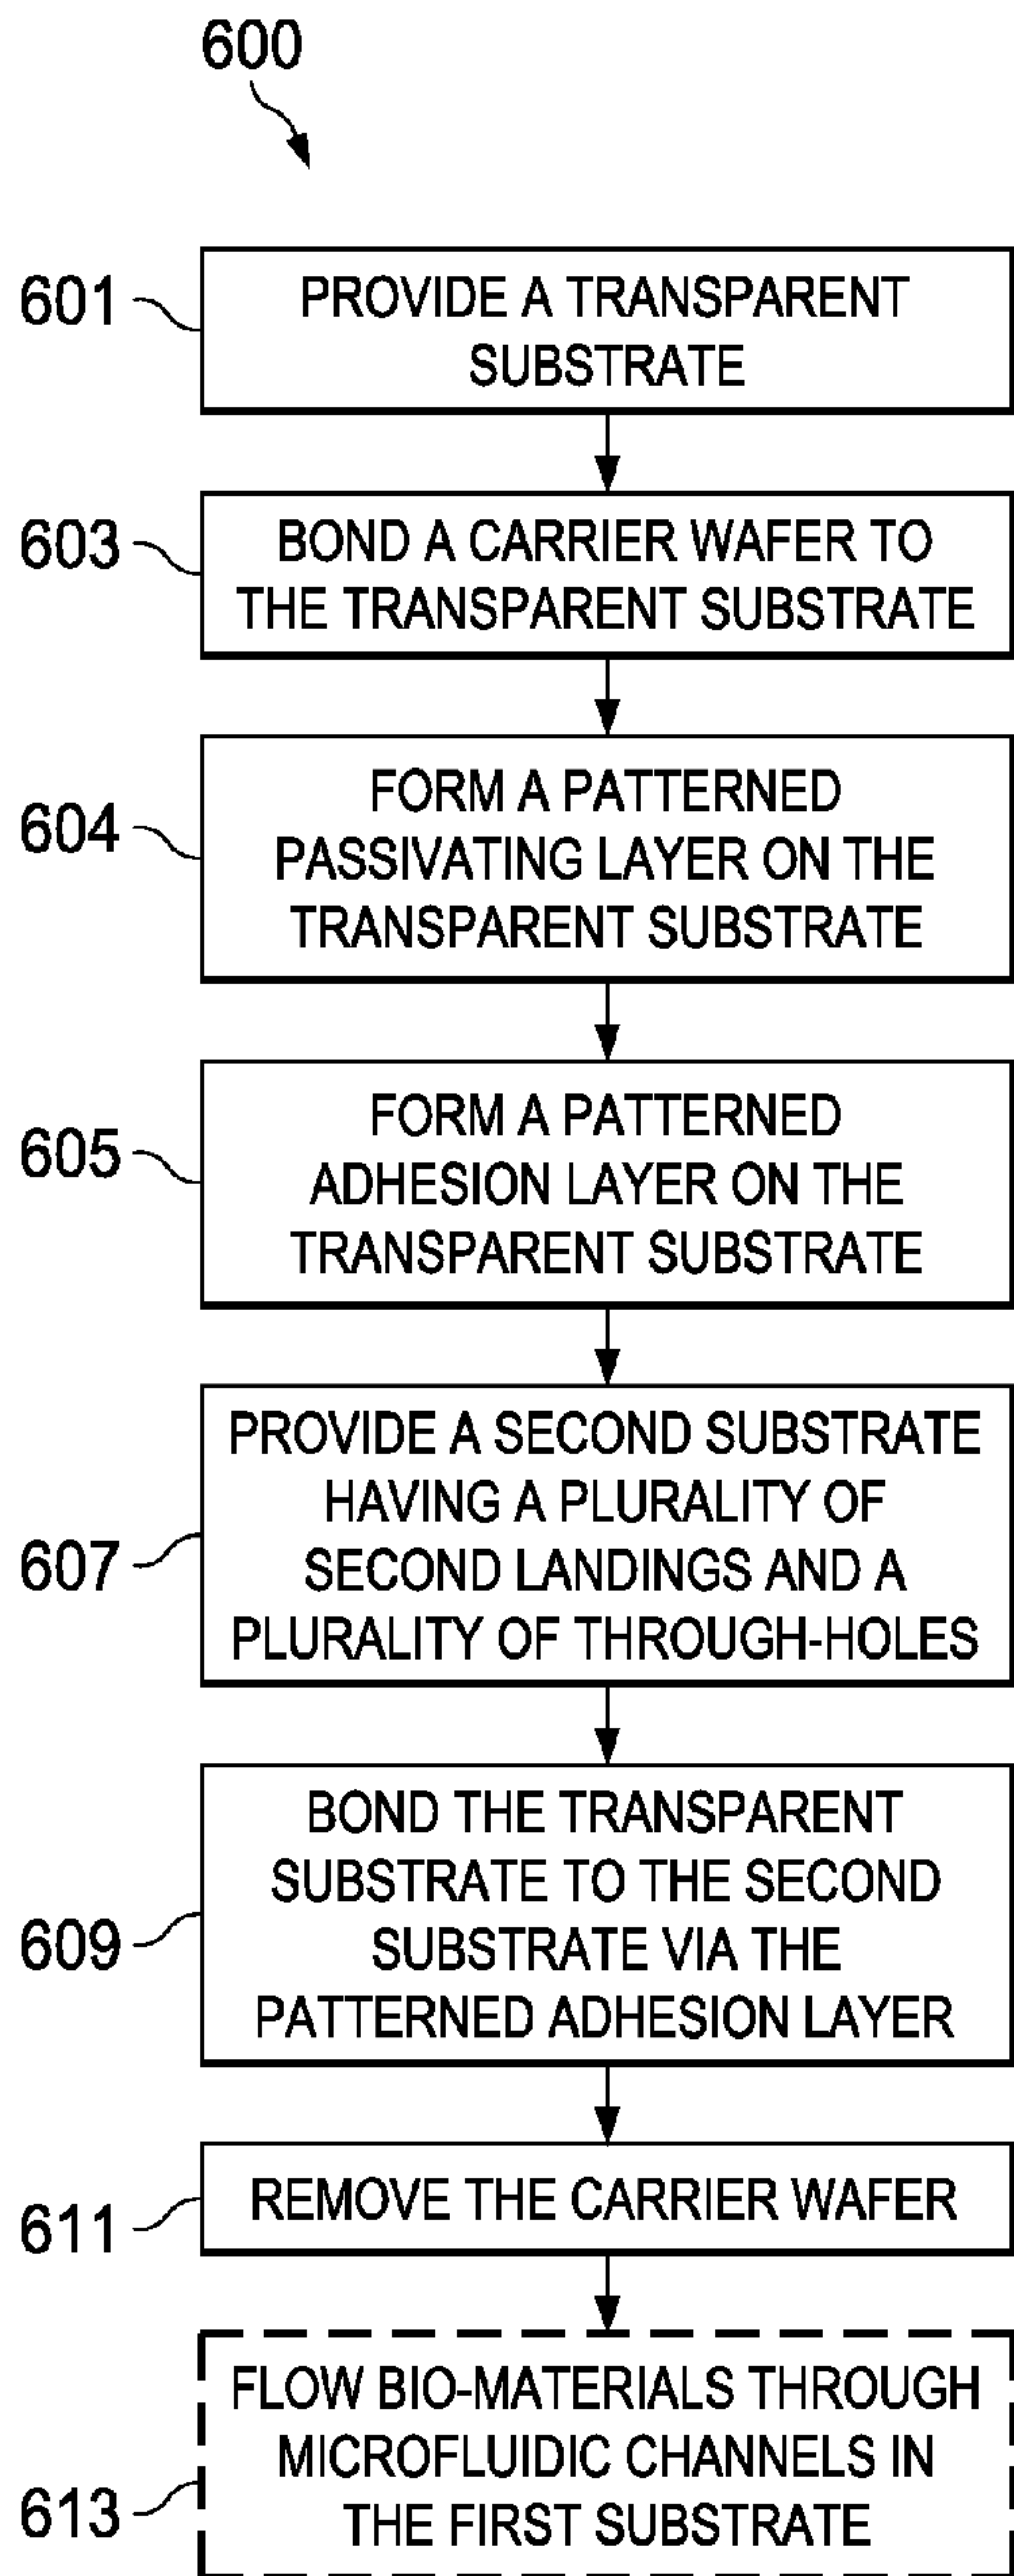 600
601
PROVIDE A TRANSPARENT
SUBSTRATE
603
BOND A CARRIER WAFER TO
THE TRANSPARENT SUBSTRATE
604
FORM A PATTERNED
PASSIVATING LAYER ON THE
TRANSPARENT SUBSTRATE
605
FORM A PATTERNED
ADHESION LAYER ON THE
TRANSPARENT SUBSTRATE
607
PROVIDE A SECOND SUBSTRATE
HAVING A PLURALITY OF
SECOND LANDINGS AND A
PLURALITY OF THROUGH-HOLES
609
BOND THE TRANSPARENT
SUBSTRATE TO THE SECOND
SUBSTRATE VIA THE
PATTERNED ADHESION LAYER
611
REMOVE THE CARRIER WAFER
613
FLOW BIO-MATERIALS THROUGH
MICROFLUIDIC CHANNELS IN
THE FIRST SUBSTRATE